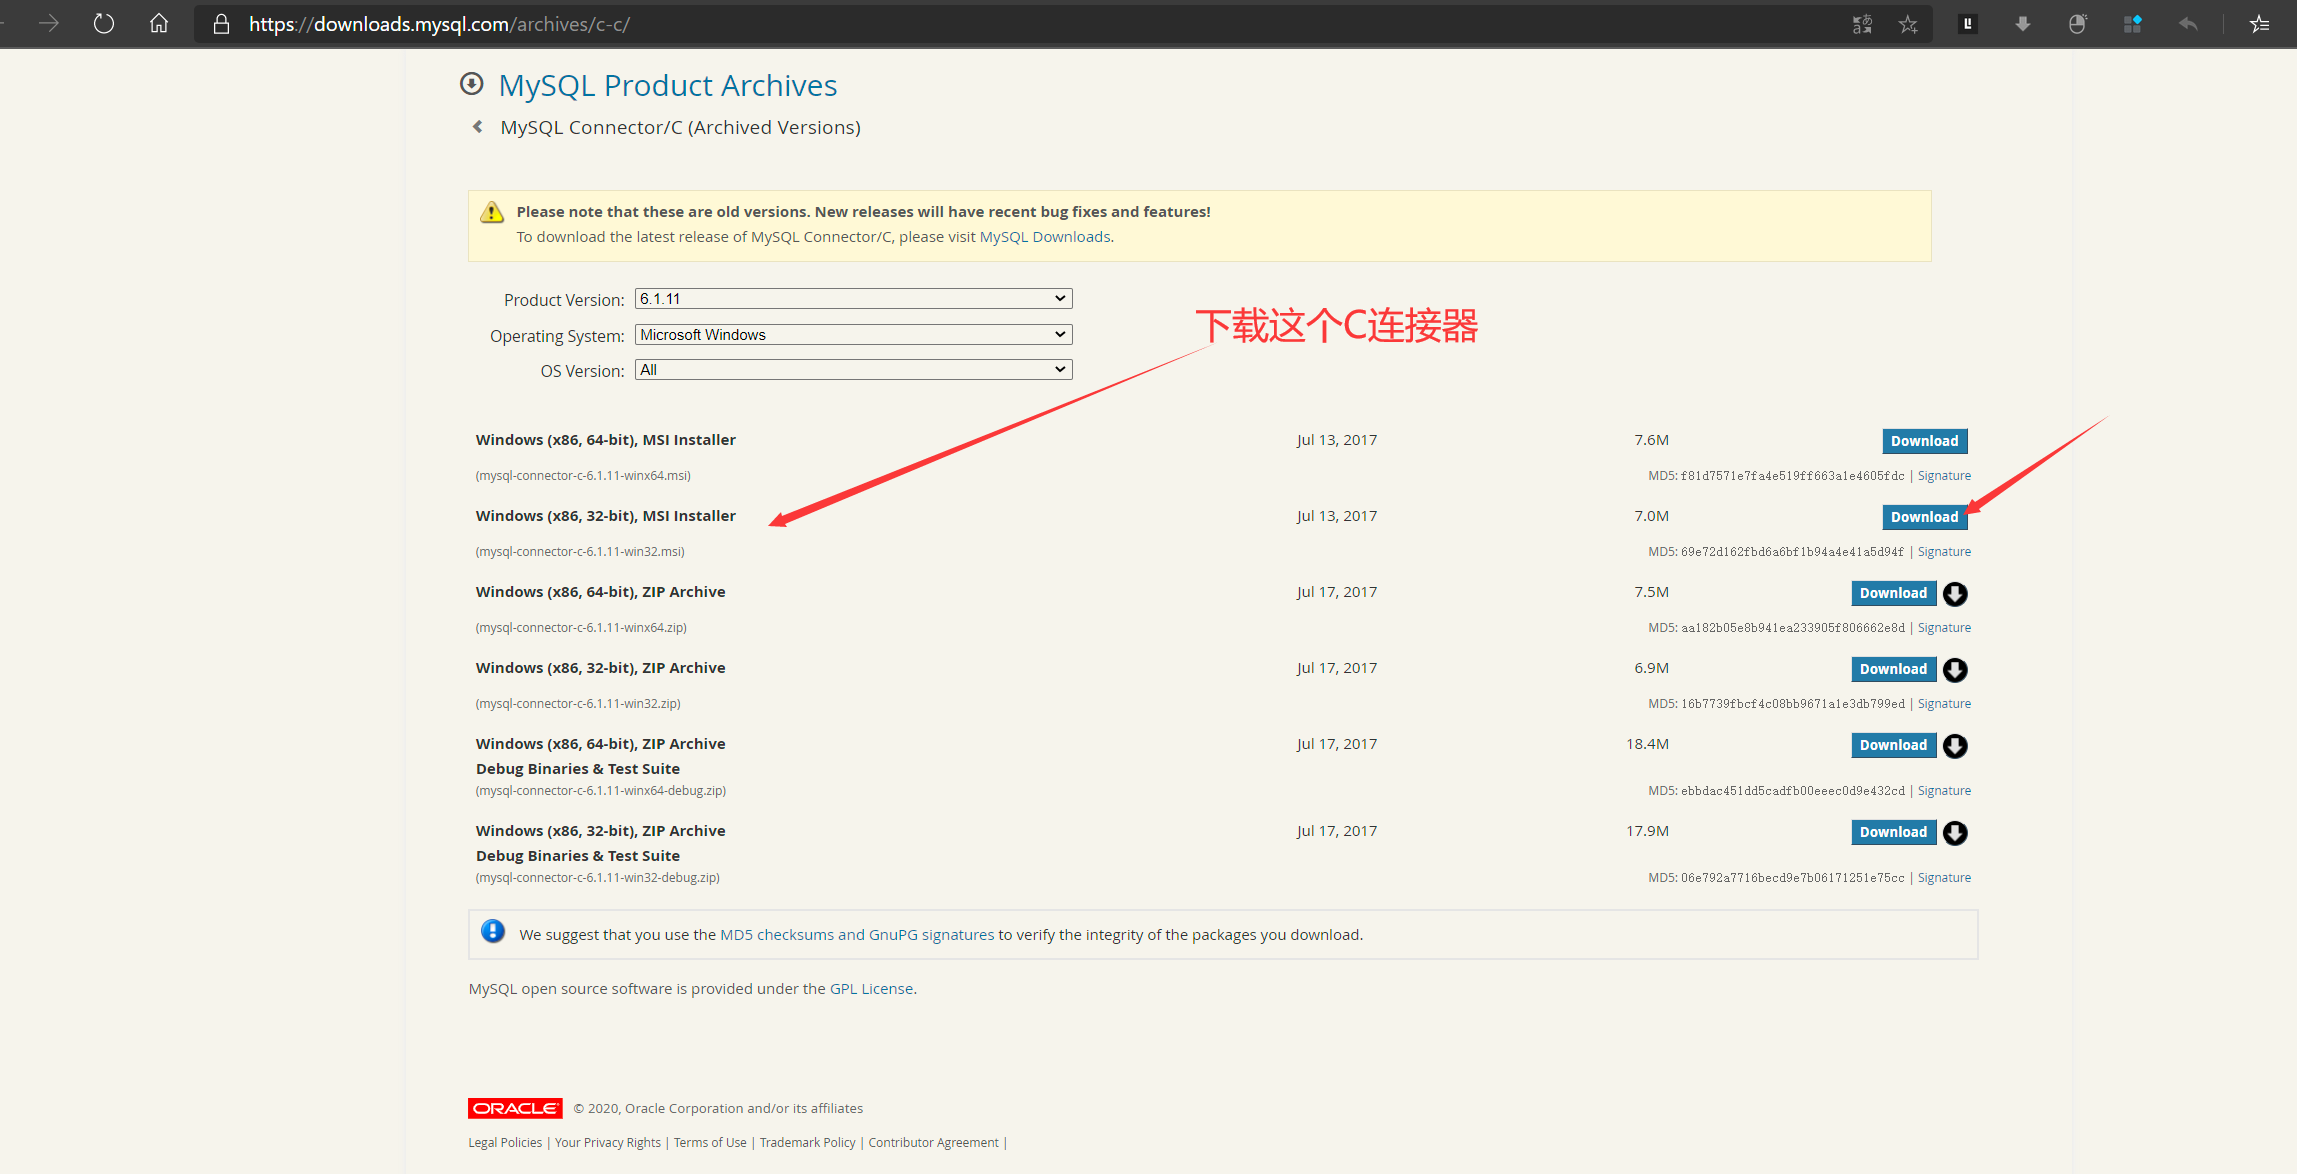 https://downloads.mysql.com/archives/c-c/
MySQL Product Archives
MySQL Connector/C (Archived Versions)
Please note that these are old versions. New releases will have recent bug fixes and features!
To download the latest release of MySQL Connector/C, please visit MySQL Downloads.
Product Version: 6.1.11
Operating System: Microsoft Windows
OS Version: All
下载这个C连接器
Windows (x86, 64-bit), MSI Installer Jul 13, 2017 7.6M Download
(mysql-connector-c-6.1.11-winx64.msi) MD5: f81d7571e7fa4e519ff663a1e4605fdc | Signature
Windows (x86, 32-bit), MSI Installer Jul 13, 2017 7.0M Download
(mysql-connector-c-6.1.11-win32.msi) MD5: 69e72d162fbd6a6bf1b94a4e41a5d94f | Signature
Windows (x86, 64-bit), ZIP Archive Jul 17, 2017 7.5M Download
(mysql-connector-c-6.1.11-winx64.zip) MD5: aa182b05e8b941ea233905f806662e8d | Signature
Windows (x86, 32-bit), ZIP Archive Jul 17, 2017 6.9M Download
(mysql-connector-c-6.1.11-win32.zip) MD5: 16b7739fbcf4c08bb9671a1e3db799ed | Signature
Windows (x86, 64-bit), ZIP Archive Jul 17, 2017 18.4M Download
Debug Binaries & Test Suite
(mysql-connector-c-6.1.11-winx64-debug.zip) MD5: ebbdac451dd5cadfb00eeec0d9e432cd | Signature
Windows (x86, 32-bit), ZIP Archive Jul 17, 2017 17.9M Download
Debug Binaries & Test Suite
(mysql-connector-c-6.1.11-win32-debug.zip) MD5: 06e792a7716becd9e7b06171251e75cc | Signature
We suggest that you use the MD5 checksums and GnuPG signatures to verify the integrity of the packages you download.
MySQL open source software is provided under the GPL License.
ORACLE © 2020, Oracle Corporation and/or its affiliates
Legal Policies | Your Privacy Rights | Terms of Use | Trademark Policy | Contributor Agreement |